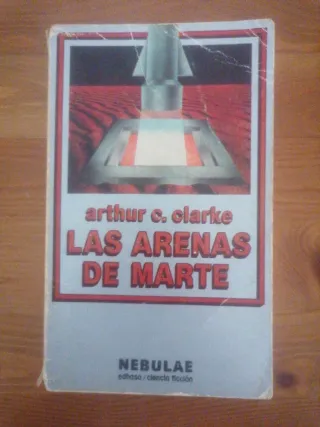 arthur c. clarke
LAS ARENAS
DE MARTE
NEBULAE
edhasa / ciencia ficción